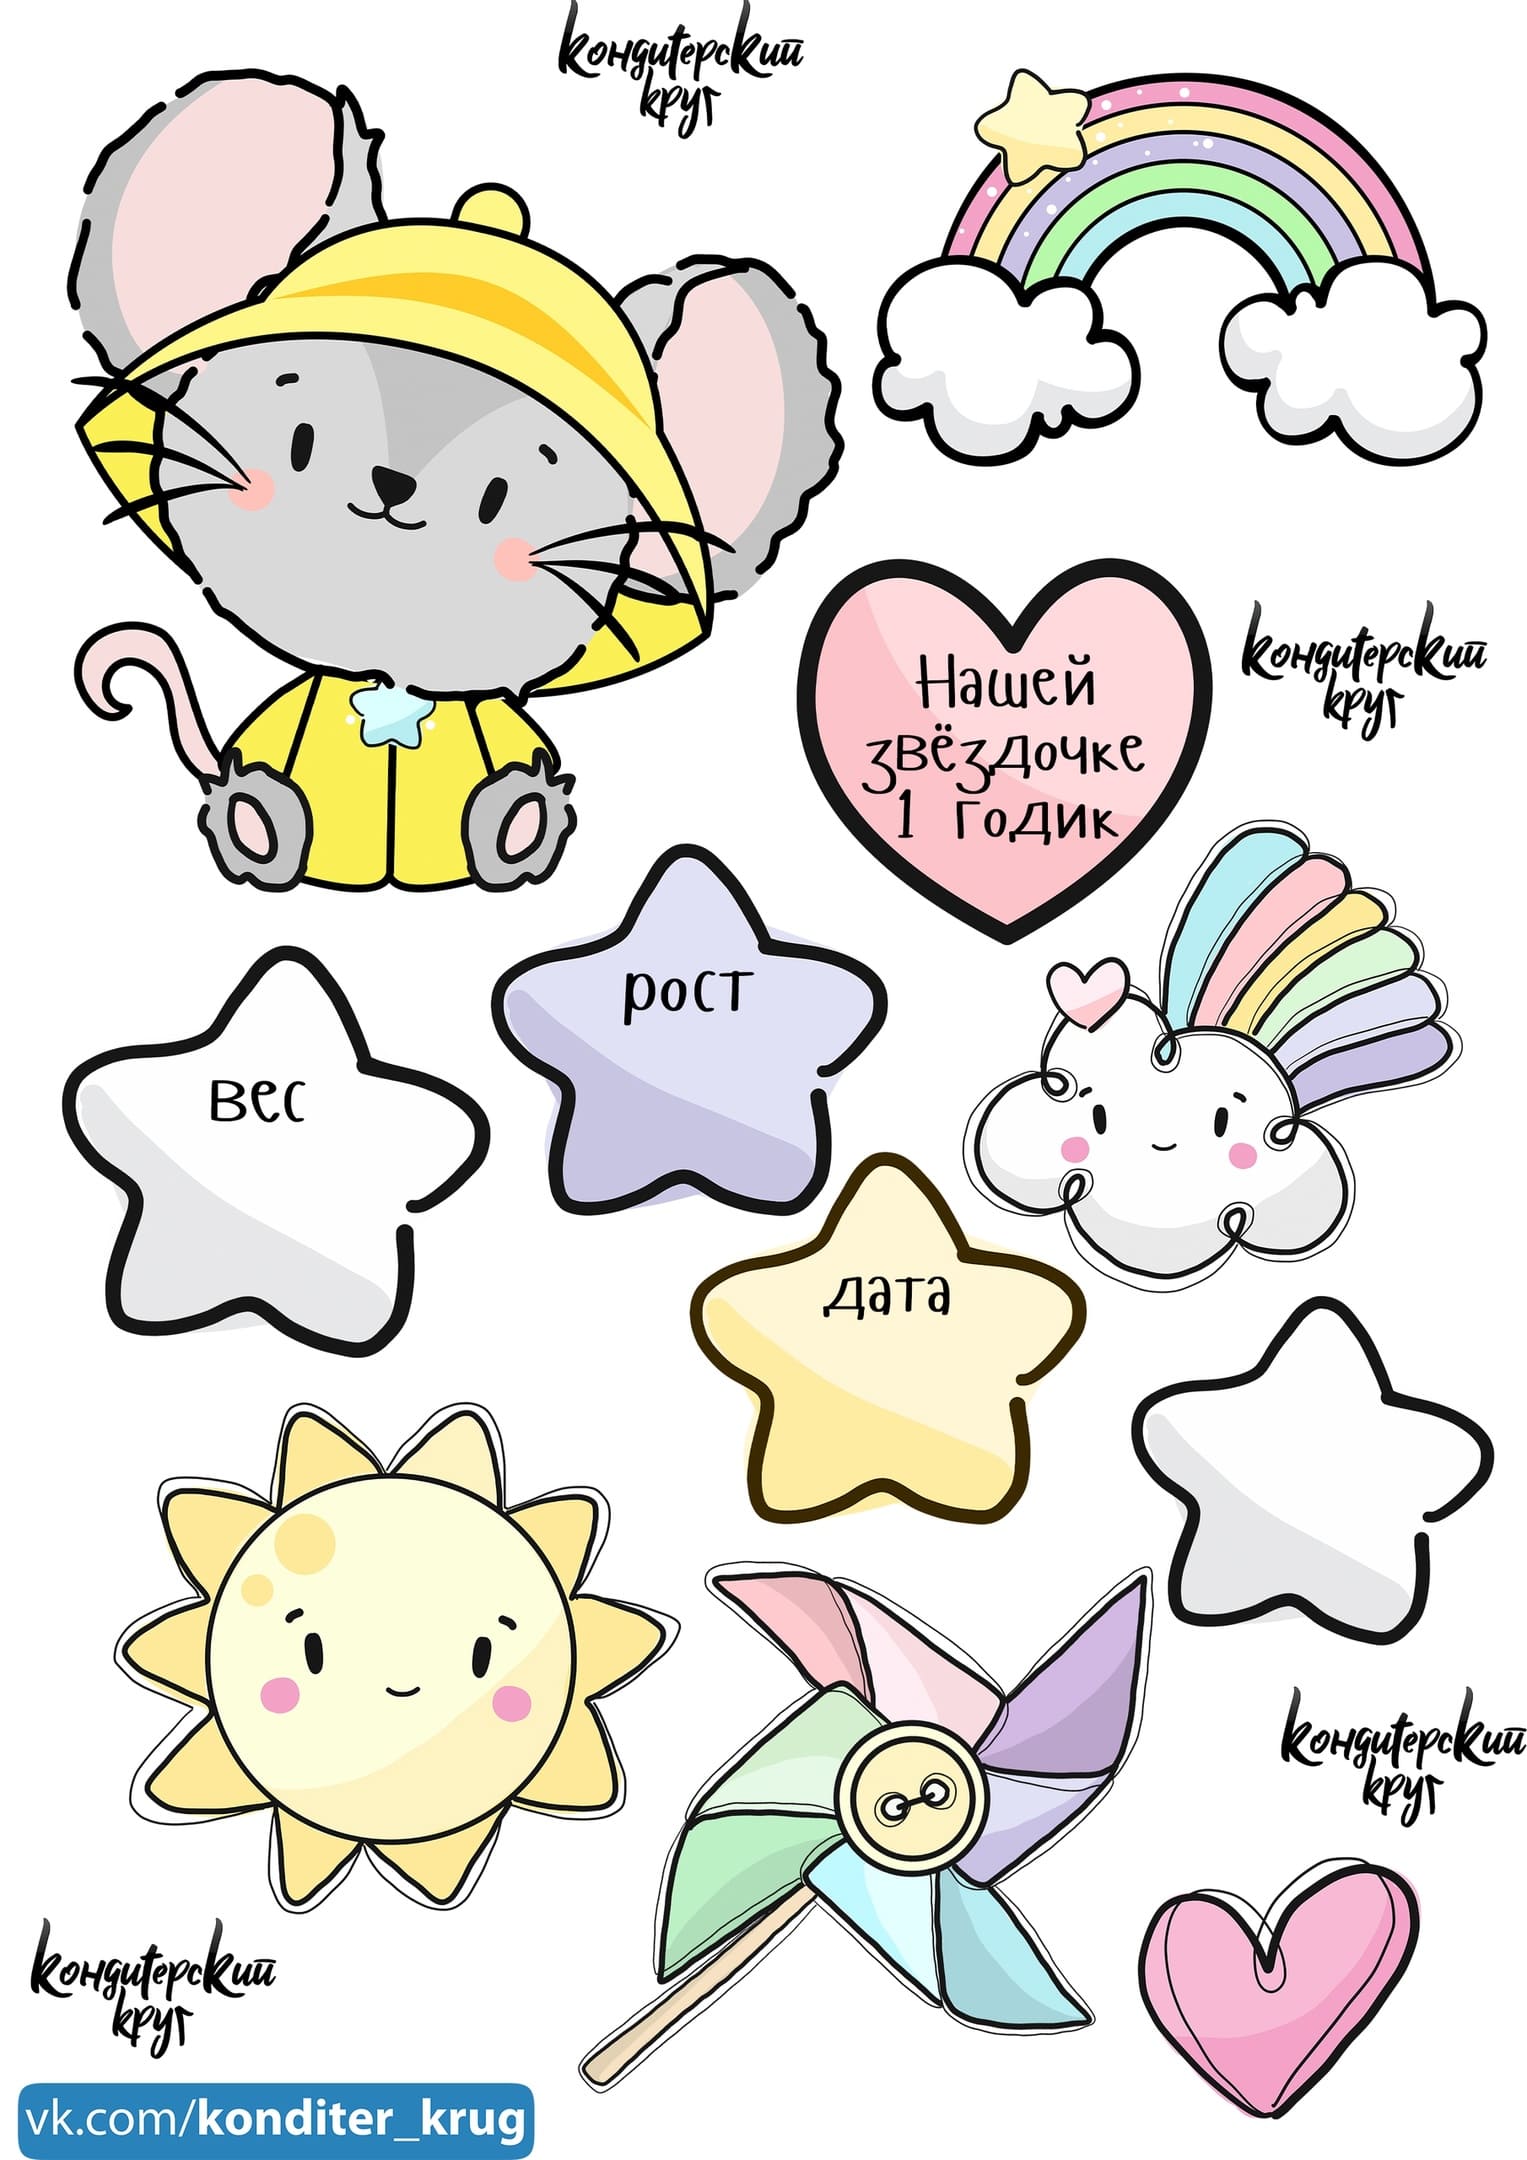 Кондитерский
круг
Нашей
звёздочке
1 годик
Кондитерский
круг
рост
вес
дата
Кондитерский
круг
Кондитерский
круг
vk.com/konditer_krug